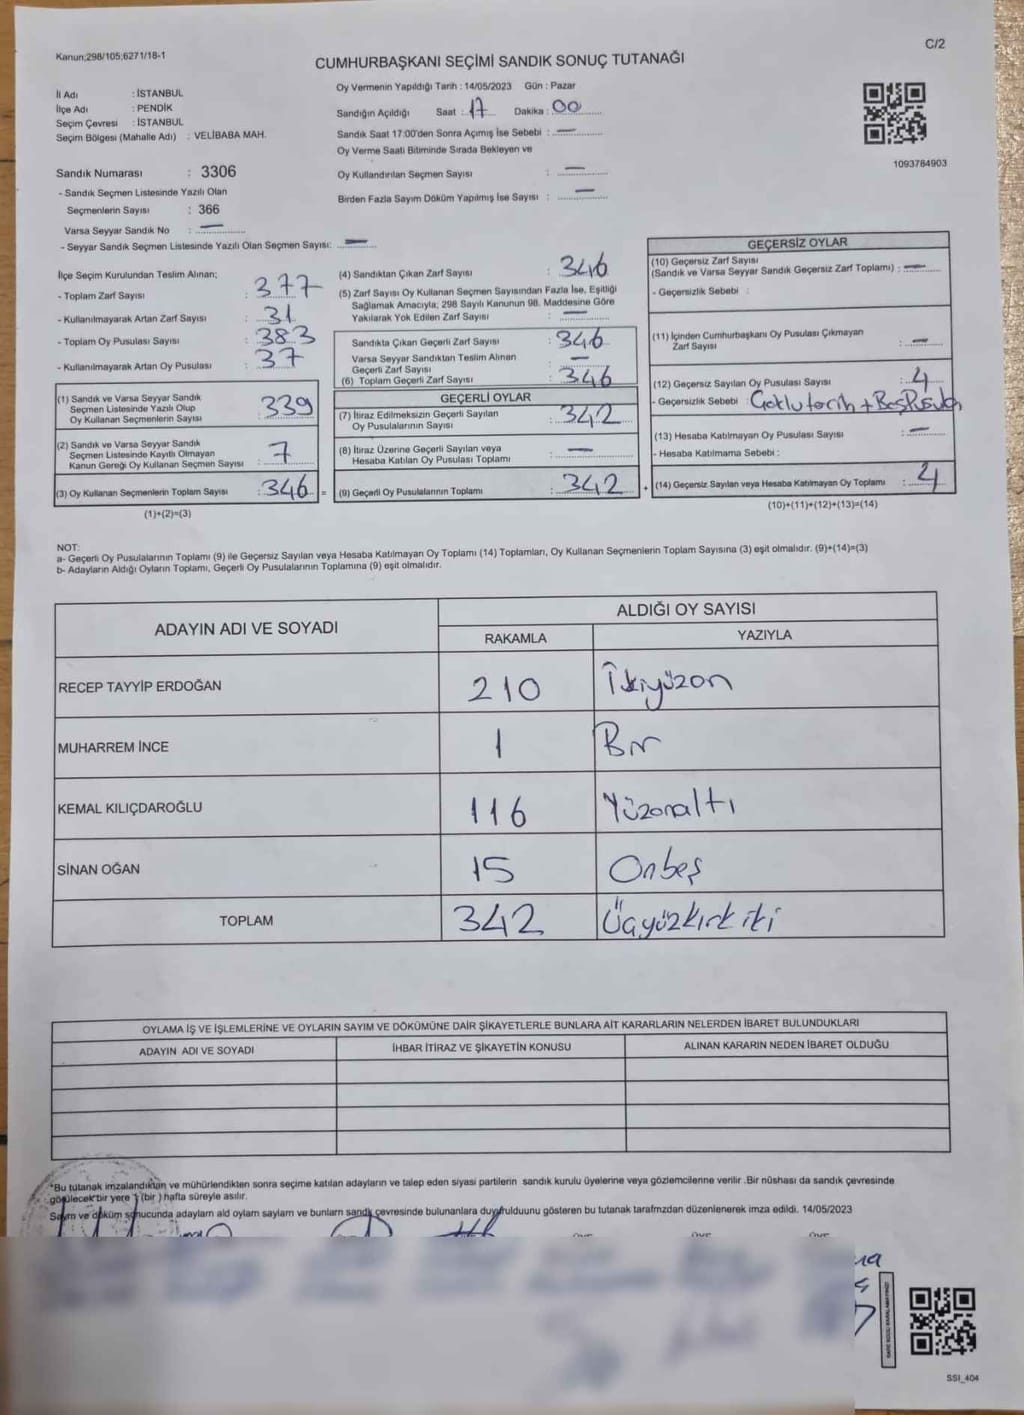 Kanun;298/105;6271/18-1
C/2
CUMHURBAŞKANI SEÇİMİ SANDIK SONUÇ TUTANAĞI
Oy Vermenin Yapıldığı Tarih : 14/05/2023 Gün : Pazar
İl Adı : İSTANBUL
İlçe Adı : PENDİK
Seçim Çevresi : İSTANBUL
Seçim Bölgesi (Mahalle Adı) : VELİBABA MAH.
Sandığın Açıldığı Saat : 17 Dakika : 00
Sandık Saat 17:00'den Sonra Açımış İse Sebebi : —
Oy Verme Saati Bitiminde Sırada Bekleyen ve
Oy Kullandırılan Seçmen Sayısı : —
Birden Fazla Sayım Döküm Yapılmış İse Sayısı : —
1093784903
Sandık Numarası : 3306
- Sandık Seçmen Listesinde Yazılı Olan
Seçmenlerin Sayısı : 366
Varsa Seyyar Sandık No : —
- Seyyar Sandık Seçmen Listesinde Yazılı Olan Seçmen Sayısı: —
İlçe Seçim Kurulundan Teslim Alınan;
- Toplam Zarf Sayısı : 377
- Kullanılmayarak Artan Zarf Sayısı : 31
- Toplam Oy Pusulası Sayısı : 383
- Kullanılmayarak Artan Oy Pusulası : 37
(1) Sandık ve Varsa Seyyar Sandık
Seçmen Listesinde Yazılı Olup
Oy Kullanan Seçmenlerin Sayısı : 339
(2) Sandık ve Varsa Seyyar Sandık
Seçmen Listesinde Kayıtlı Olmayan
Kanun Gereği Oy Kullanan Seçmen Sayısı : 7
(3) Oy Kullanan Seçmenlerin Toplam Sayısı : 346 =
(1)+(2)=(3)
(4) Sandıktan Çıkan Zarf Sayısı : 346
(5) Zarf Sayısı Oy Kullanan Seçmen Sayısından Fazla İse, Eşitliği
Sağlamak Amacıyla; 298 Sayılı Kanunun 98. Maddesine Göre
Yakılarak Yok Edilen Zarf Sayısı : —
Sandıkta Çıkan Geçerli Zarf Sayısı : 346
Varsa Seyyar Sandıktan Teslim Alınan
Geçerli Zarf Sayısı : —
(6) Toplam Geçerli Zarf Sayısı : 346
GEÇERLİ OYLAR
(7) İtiraz Edilmeksizin Geçerli Sayılan
Oy Pusulalarının Sayısı : 342
(8) İtiraz Üzerine Geçerli Sayılan veya
Hesaba Katılan Oy Pusulası Toplamı : —
(9) Geçerli Oy Pusulalarının Toplamı : 342 +
GEÇERSİZ OYLAR
(10) Geçersiz Zarf Sayısı
(Sandık ve Varsa Seyyar Sandık Geçersiz Zarf Toplamı) : —
- Geçersizlik Sebebi :
(11) İçinden Cumhurbaşkanı Oy Pusulası Çıkmayan
Zarf Sayısı : —
(12) Geçersiz Sayılan Oy Pusulası Sayısı : 4
- Geçersizlik Sebebi :
(13) Hesaba Katılmayan Oy Pusulası Sayısı : —
- Hesaba Katılmama Sebebi :
(14) Geçersiz Sayılan veya Hesaba Katılmayan Oy Toplamı : 4
(10)+(11)+(12)+(13)=(14)
NOT:
a- Geçerli Oy Pusulalarının Toplamı (9) ile Geçersiz Sayılan veya Hesaba Katılmayan Oy Toplamı (14) Toplamları, Oy Kullanan Seçmenlerin Toplam Sayısına (3) eşit olmalıdır. (9)+(14)=(3)
b- Adayların Aldığı Oyların Toplamı, Geçerli Oy Pusulalarının Toplamına (9) eşit olmalıdır.
ADAYIN ADI VE SOYADI ALDIĞI OY SAYISI
RAKAMLA YAZIYLA
RECEP TAYYİP ERDOĞAN 210 İkiyüzon
MUHARREM İNCE 1 Bir
KEMAL KILIÇDAROĞLU 116 Yüzonaltı
SİNAN OĞAN 15 Onbeş
TOPLAM 342 Üçyüzkırkiki
OYLAMA İŞ VE İŞLEMLERİNE VE OYLARIN SAYIM VE DÖKÜMÜNE DAİR ŞİKAYETLERLE BUNLARA AİT KARARLARIN NELERDEN İBARET BULUNDUKLARI
ADAYIN ADI VE SOYADI İHBAR İTİRAZ VE ŞİKAYETİN KONUSU ALINAN KARARIN NEDEN İBARET OLDUĞU
*Bu tutanak imzalandıktan ve mühürlendikten sonra seçime katılan adayların ve talep eden siyasi partilerin sandık kurulu üyelerine veya gözlemcilerine verilir .Bir nüshası da sandık çevresinde
görülecek bir yere 1 (bir ) hafta süreyle asılır.
Sayım ve döküm sonucunda adayların ald oyların sayların ve bunların sandk çevresinde bulunanlara duyrulduunu gösteren bu tutanak tarafmzdan düzenlenerek imza edildi. 14/05/2023
SSI_404